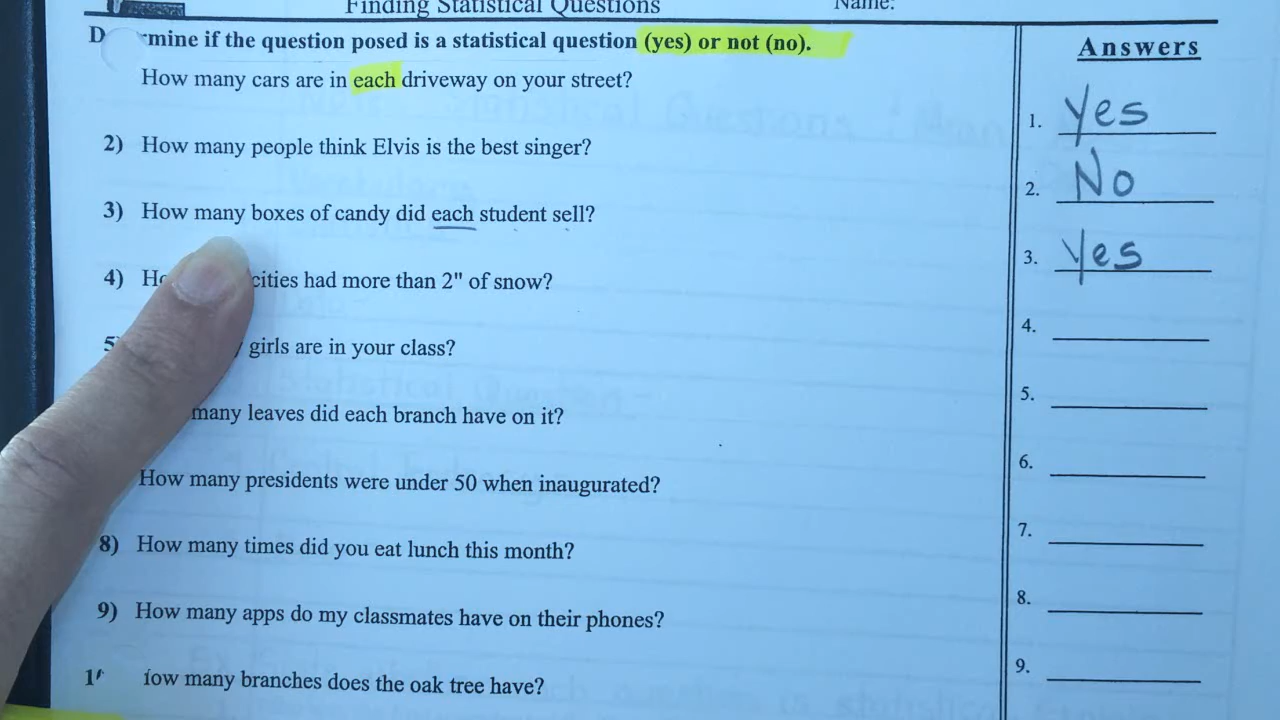 Finding Statistical Questions
Name:
mine if the question posed is a statistical question (yes) or not (no).
Answers
How many cars are in each driveway on your street?
1. Yes
2) How many people think Elvis is the best singer?
2. No
3) How many boxes of candy did each student sell?
3. Yes
4) cities had more than 2" of snow?
4.
girls are in your class?
5.
many leaves did each branch have on it?
6.
How many presidents were under 50 when inaugurated?
7.
8) How many times did you eat lunch this month?
8.
9) How many apps do my classmates have on their phones?
9.
many branches does the oak tree have?